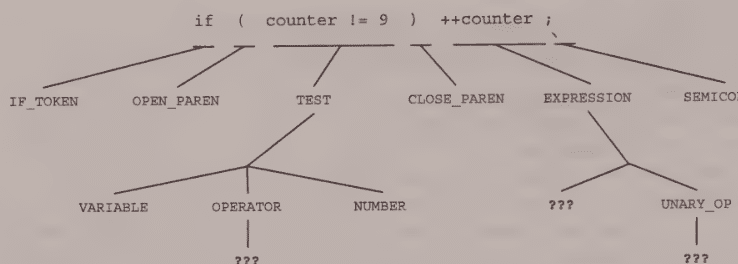 if ( counter != 9 ) ++counter ;
IF_TOKEN OPEN_PAREN TEST CLOSE_PAREN EXPRESSION SEMICO
VARIABLE OPERATOR NUMBER ??? UNARY_OP
??? ???